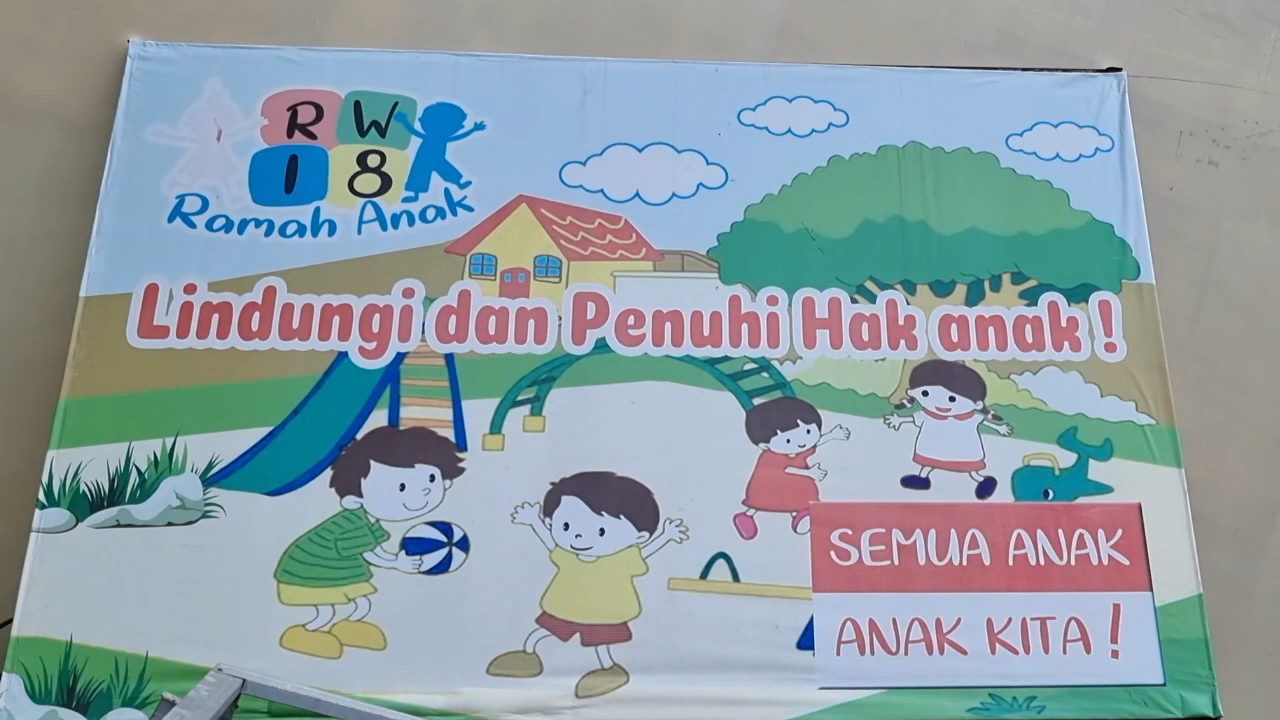 RW
18
Ramah Anak
Lindungi dan Penuhi Hak anak !
SEMUA ANAK
ANAK KITA !